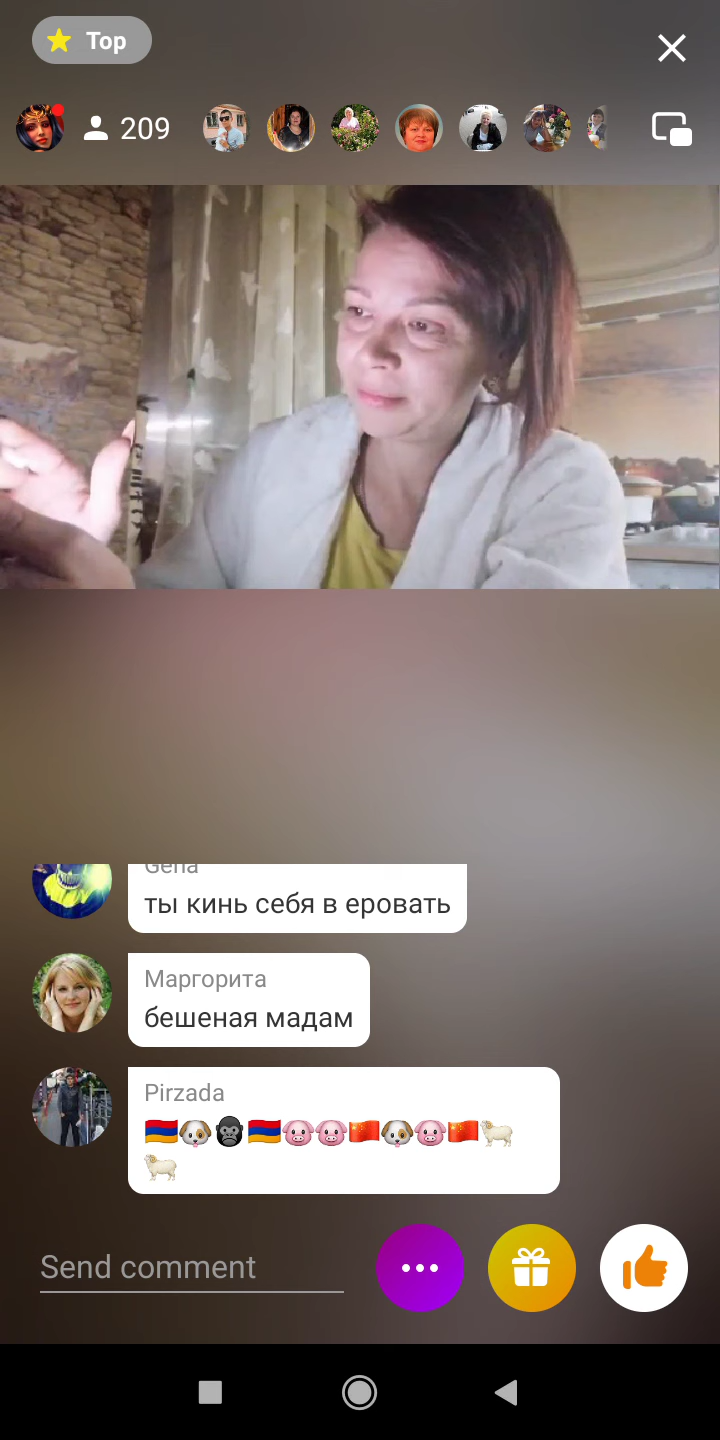 Top
209
Gena
ты кинь себя в еровать
Маргорита
бешеная мадам
Pirzada
🇦🇲🐶🦍🇦🇲🐷🐷🇨🇳🐶🐷🇨🇳🐏
🐏
Send comment